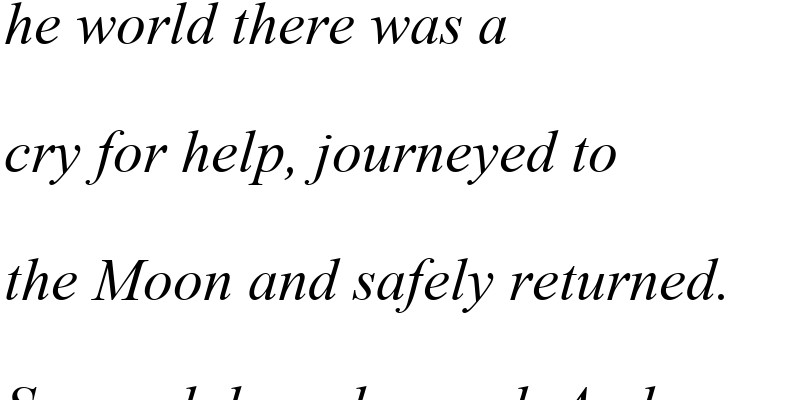 he world there was a
cry for help, journeyed to
the Moon and safely returned.